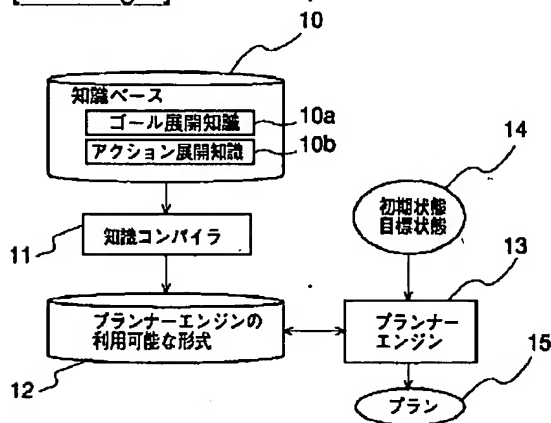 10
知識ベース
ゴール展開知識
10a
アクション展開知識
10b
14
初期状態
目標状態
知識コンパイラ
11
13
プランナーエンジンの
利用可能な形式
プランナー
エンジン
12
15
プラン